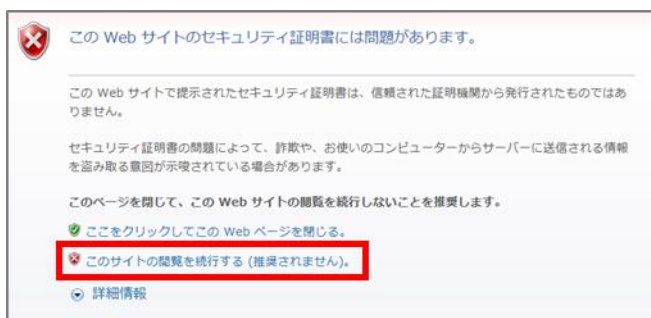 この Web サイトのセキュリティ証明書には問題があります。
この Web サイトで提示されたセキュリティ証明書は、信頼された証明機関から発行されたものではあ
りません。
セキュリティ証明書の問題によって、詐欺や、お使いのコンピューターからサーバーに送信される情報
を盗み取る意図が示唆されている場合があります。
このページを閉じて、この Web サイトの閲覧を続行しないことを推奨します。
ここをクリックしてこの Web ページを閉じる。
このサイトの閲覧を続行する (推奨されません)。
詳細情報